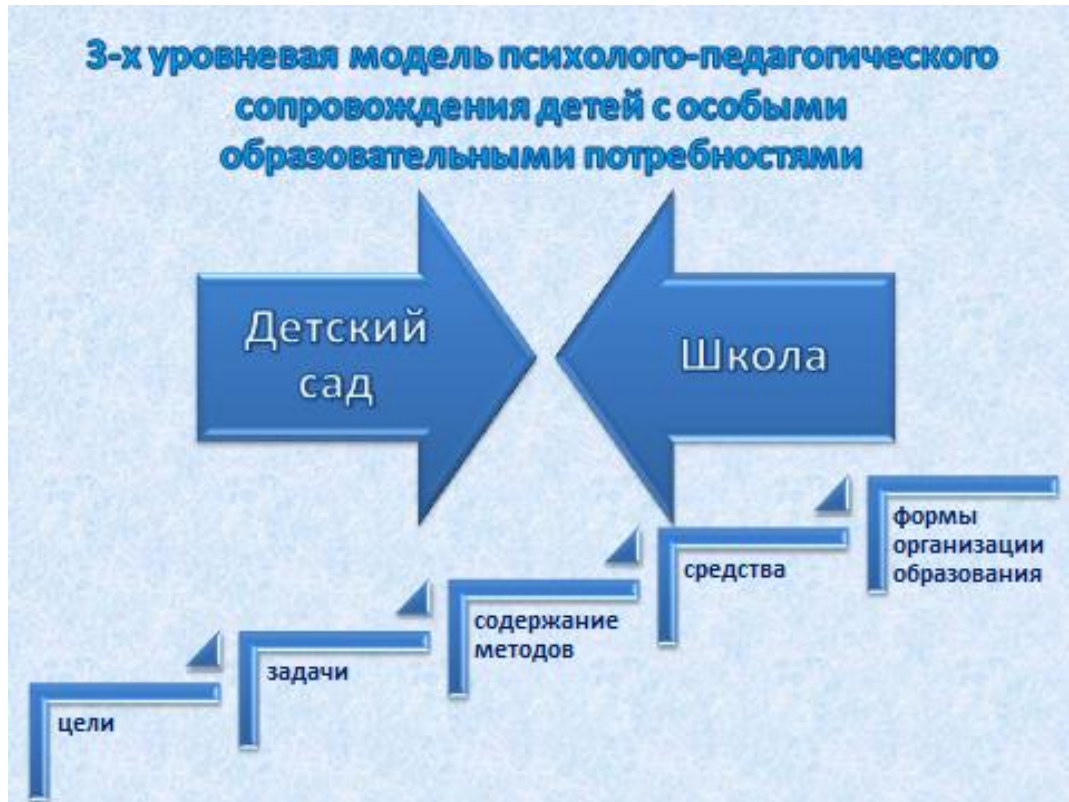 3-х уровневая модель психолого-педагогического
сопровождения детей с особыми
образовательными потребностями
Детский
сад
Школа
формы
организации
образования
средства
содержание
методов
задачи
цели